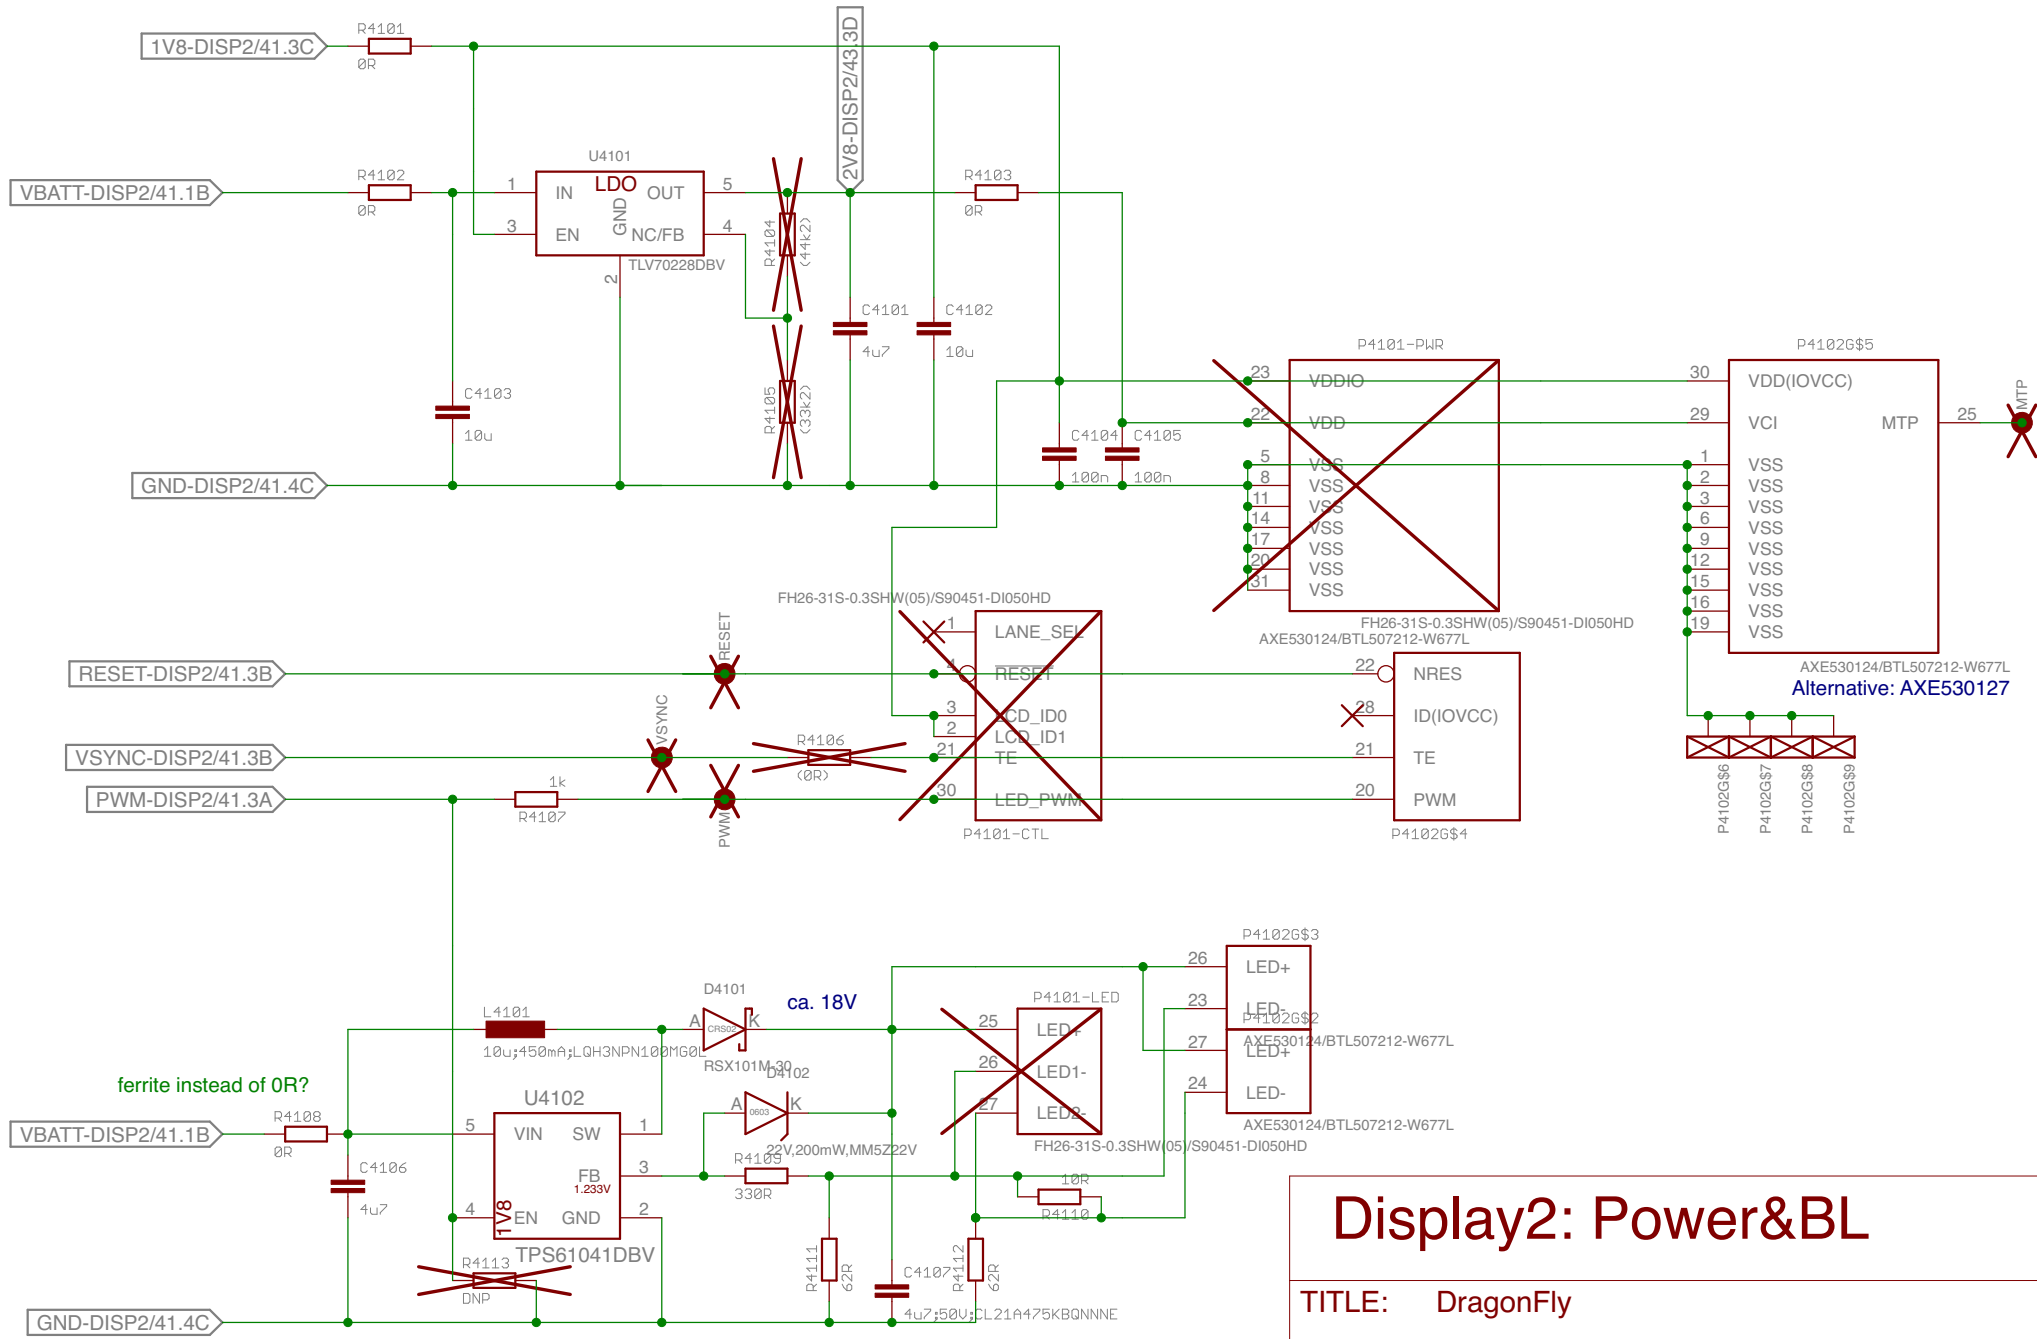 1V8-DISP2/41.3C
R4101
0R
2V8-DISP2/43.3D
VBATT-DISP2/41.1B
R4102
0R
U4101
LDO
1 IN
3 EN
GND
2
OUT 5
NC/FB 4
TLV70228DBV
R4104
(44k2)
R4105
(33k2)
R4103
0R
C4101
4u7
C4102
10u
C4103
10u
C4104
100n
C4105
100n
GND-DISP2/41.4C
P4101-PWR
23 VDDIO
22 VDD
5 VSS
8 VSS
11 VSS
14 VSS
17 VSS
20 VSS
31 VSS
FH26-31S-0.3SHW(05)/S90451-DI050HD
P4102G$5
30 VDD(IOVCC)
29 VCI
MTP 25
MTP
1 VSS
2 VSS
3 VSS
6 VSS
9 VSS
12 VSS
15 VSS
16 VSS
19 VSS
AXE530124/BTL507212-W677L
Alternative: AXE530127
P4102G$6
P4102G$7
P4102G$8
P4102G$9
FH26-31S-0.3SHW(05)/S90451-DI050HD
1 LANE_SEL
4 RESET
3 LCD_ID0
2 LCD_ID1
21 TE
30 LED_PWM
P4101-CTL
AXE530124/BTL507212-W677L
22 NRES
28 ID(IOVCC)
21 TE
20 PWM
P4102G$4
RESET-DISP2/41.3B
RESET
VSYNC-DISP2/41.3B
VSYNC
R4106
(0R)
PWM-DISP2/41.3A
1k
R4107
PWM
P4102G$3
26 LED+
23 LED-
P4102G$2
AXE530124/BTL507212-W677L
27 LED+
24 LED-
AXE530124/BTL507212-W677L
P4101-LED
25 LED+
26 LED1-
27 LED2-
FH26-31S-0.3SHW(05)/S90451-DI050HD
L4101
10u;450mA;LQH3NPN100MG0L
D4101
A CRS02 K
RSX101M-30
ca. 18V
D4102
A 0603 K
22V,200mW,MM5Z22V
ferrite instead of 0R?
VBATT-DISP2/41.1B
R4108
0R
C4106
4u7
U4102
5 VIN
SW 1
FB 3
1.233V
4 EN
1V8
GND 2
TPS61041DBV
R4113
DNP
R4109
330R
10R
R4110
R4111
62R
R4112
62R
C4107
4u7;50V;CL21A475KBQNNNE
GND-DISP2/41.4C
Display2: Power&BL
TITLE: DragonFly